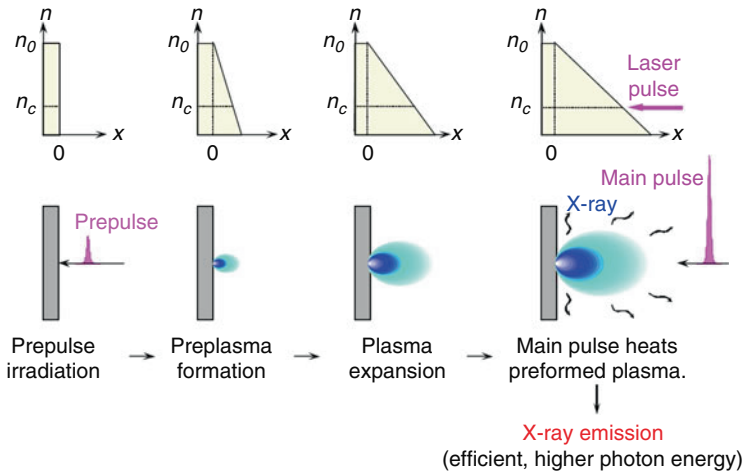 n
n0
nc
x
0
n
n0
nc
x
0
n
n0
nc
x
0
n
n0
nc
x
0
Laser
pulse
Prepulse
X-ray
Main pulse
Prepulse
irradiation
Preplasma
formation
Plasma
expansion
Main pulse heats
preformed plasma.
X-ray emission
(efficient, higher photon energy)